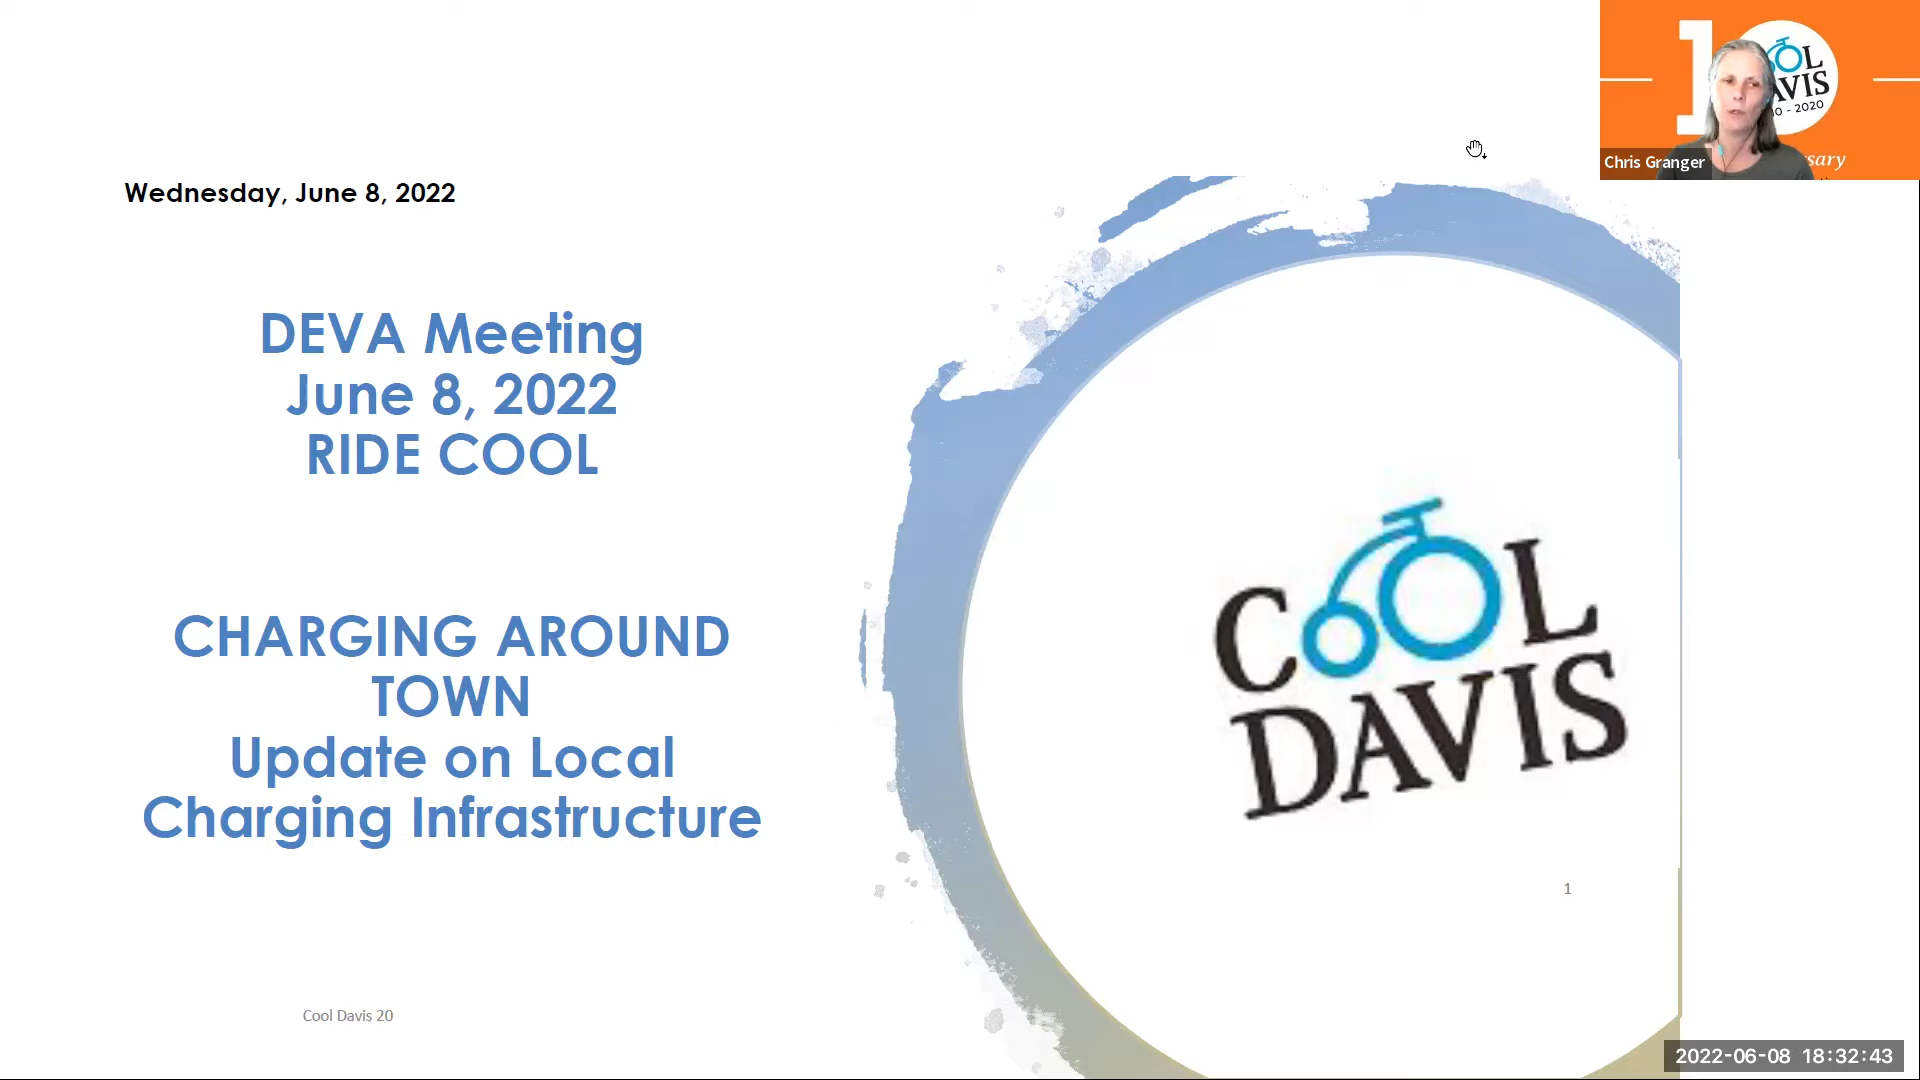 Wednesday, June 8, 2022
DEVA Meeting
June 8, 2022
RIDE COOL
CHARGING AROUND
TOWN
Update on Local
Charging Infrastructure
COOL
DAVIS
1
Cool Davis 20
Chris Granger
2022-06-08 18:32:43